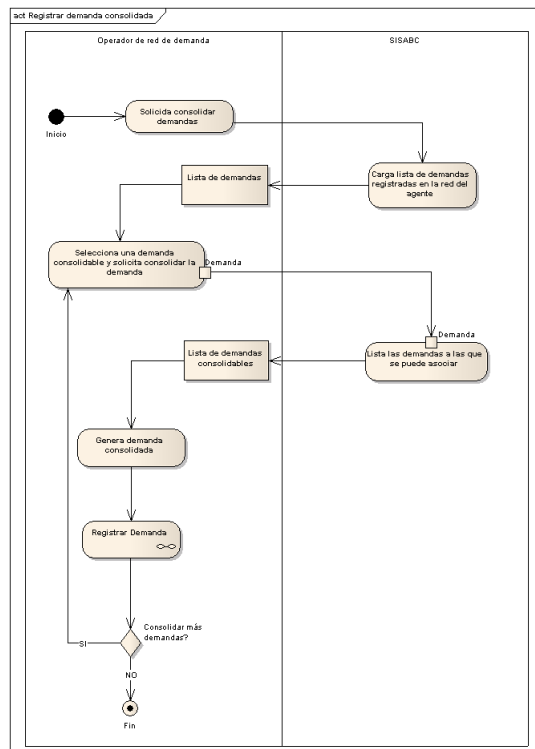 act Registrar demanda consolidada
Operador de red de demanda
SISABC
Solicida consolidar
demandas
Inicio
Carga lista de demandas
registradas en la red del
agente
Lista de demandas
Selecciona una demanda
consolidable y solicita consolidar la
demanda
Demanda
Demanda
Lista las demandas a las que
se puede asociar
Lista de demandas
consolidables
Genera demanda
consolidada
Registrar Demanda
Consolidar más
demandas?
SI
NO
Fin